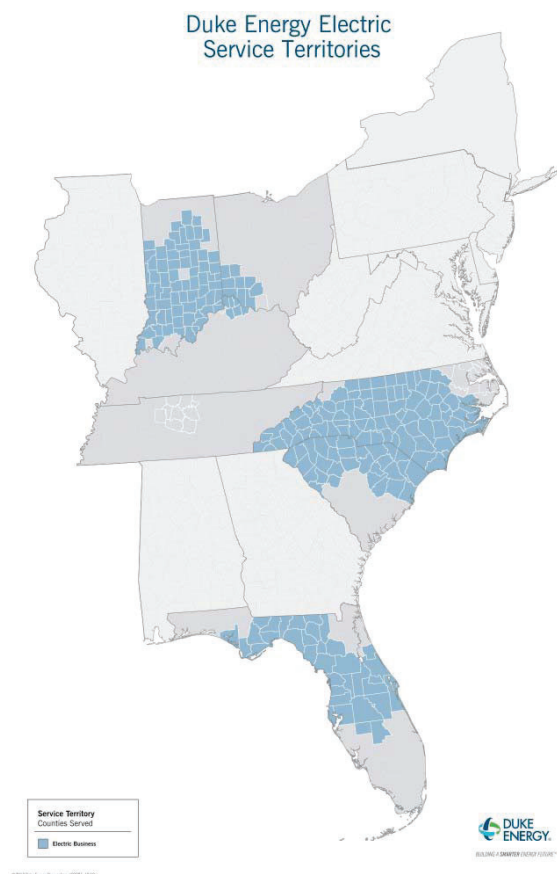 Duke Energy Electric
Service Territories
Service Territory
Counties Served
Electric Business
DUKE
ENERGY®
BUILDING A SMARTER ENERGY FUTURE